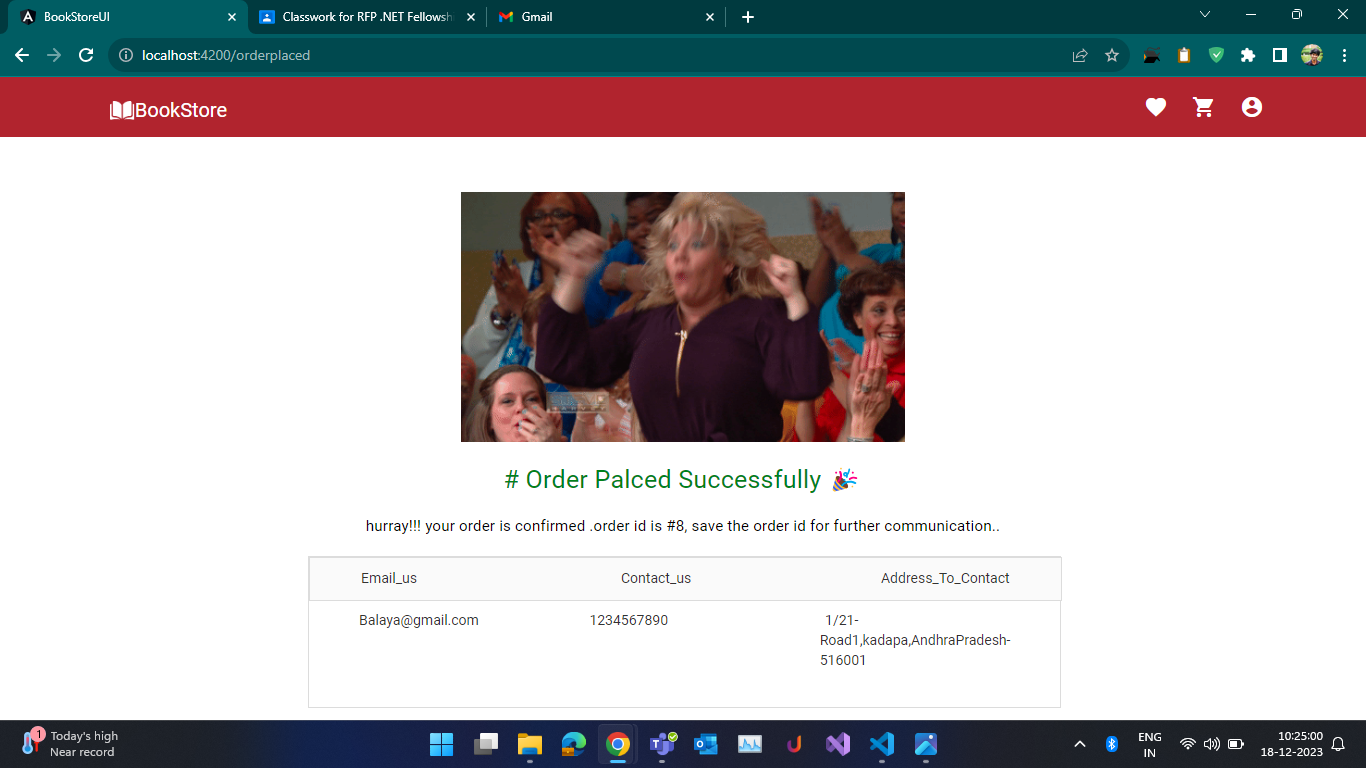 BookStoreUI
Classwork for RFP .NET Fellowsh
Gmail
localhost:4200/orderplaced
BookStore
# Order Palced Successfully 🎉
hurray!!! your order is confirmed .order id is #8, save the order id for further communication..
Email_us Contact_us Address_To_Contact
Balaya@gmail.com 1234567890 1/21-
Road1,kadapa,AndhraPradesh-
516001
1
Today's high
Near record
ENG
IN
10:25:00
18-12-2023